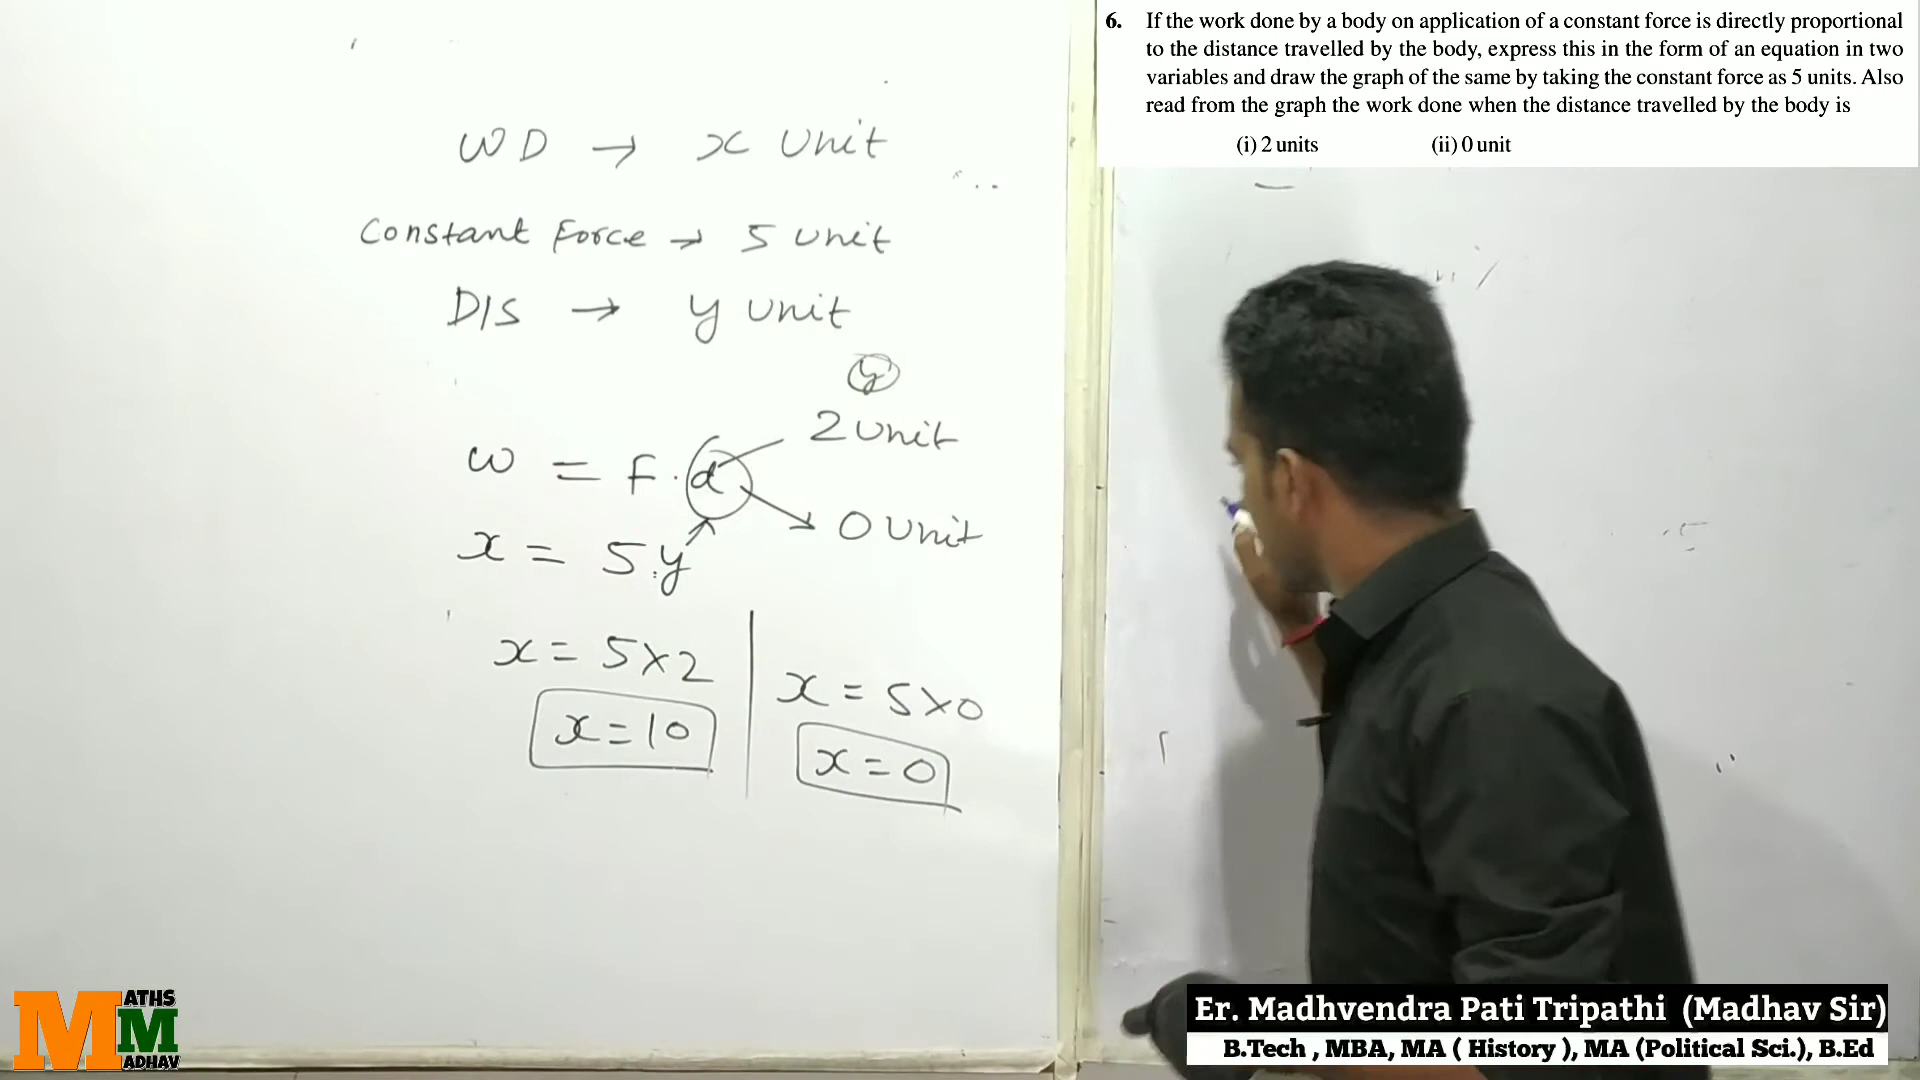 WD → x Unit
Constant Force → 5 unit
DIS → y unit
y
2 Unit
w = F . d
0 Unit
x = 5.y
x = 5×2
x = 5×0
x = 10
x = 0
6. If the work done by a body on application of a constant force is directly proportional
to the distance travelled by the body, express this in the form of an equation in two
variables and draw the graph of the same by taking the constant force as 5 units. Also
read from the graph the work done when the distance travelled by the body is
(i) 2 units (ii) 0 unit
MATHS
MADHAV
Er. Madhvendra Pati Tripathi (Madhav Sir)
B.Tech , MBA, MA ( History ), MA (Political Sci.), B.Ed